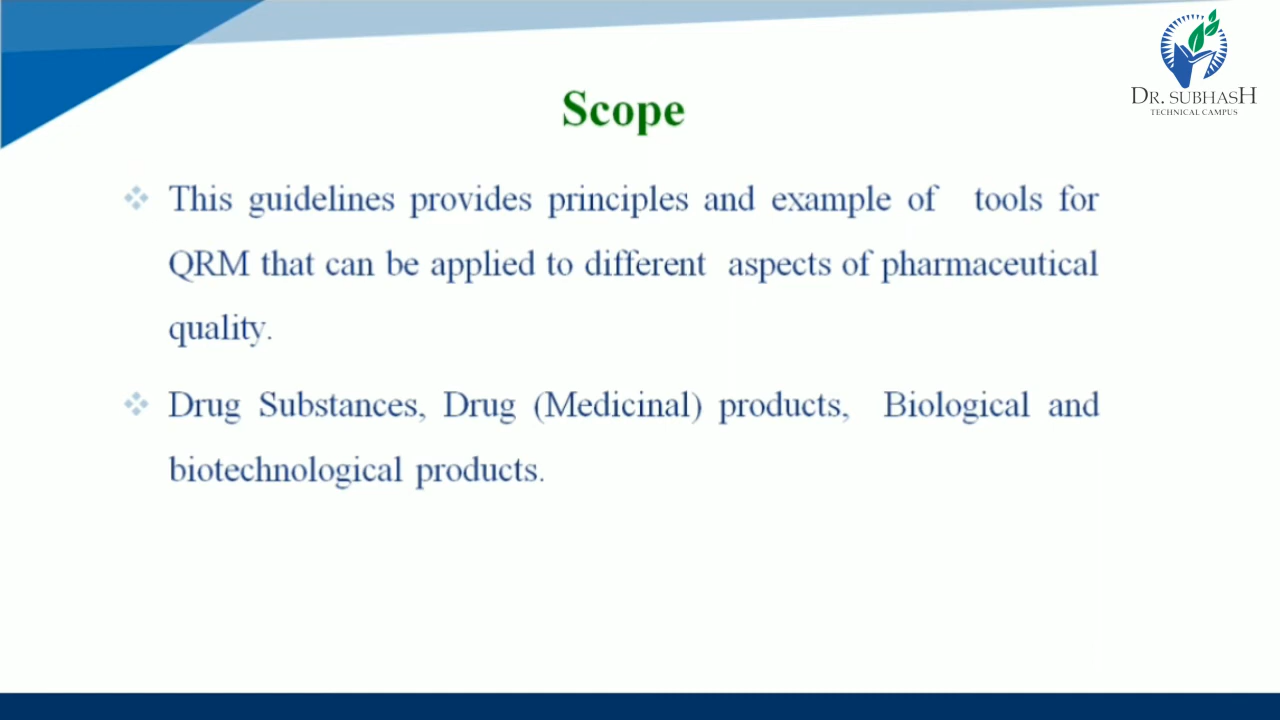 DR. SUBHASH
TECHNICAL CAMPUS
Scope
This guidelines provides principles and example of tools for
QRM that can be applied to different aspects of pharmaceutical
quality.
Drug Substances, Drug (Medicinal) products, Biological and
biotechnological products.